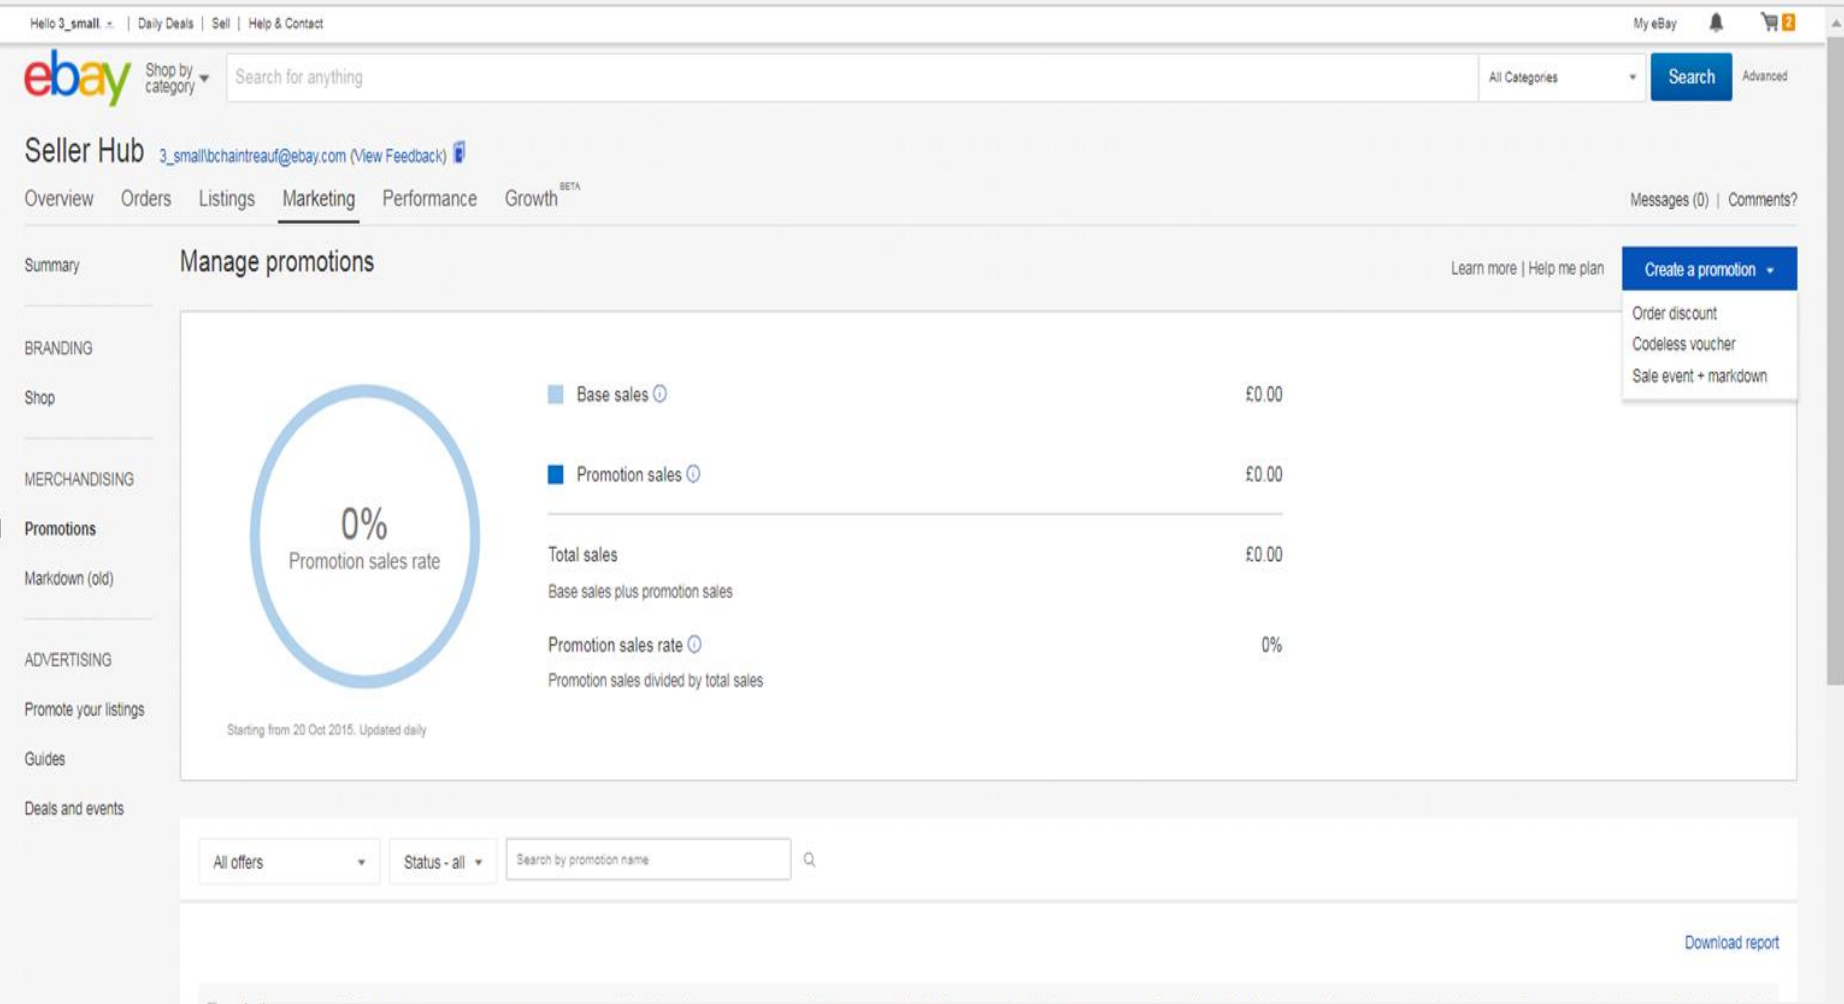 Hello 3_small. | Daily Deals | Sell | Help & Contact
My eBay
2
ebay
Shop by
category
Search for anything
All Categories
Search
Advanced
Seller Hub 3_small\bchaintreauf@ebay.com (View Feedback)
Overview Orders Listings Marketing Performance Growth BETA
Messages (0) | Comments?
Summary
Manage promotions
Learn more | Help me plan
Create a promotion
Order discount
Codeless voucher
Sale event + markdown
BRANDING
Shop
MERCHANDISING
Promotions
Markdown (old)
ADVERTISING
Promote your listings
Guides
Deals and events
0%
Promotion sales rate
Starting from 20 Oct 2015. Updated daily
Base sales £0.00
Promotion sales £0.00
Total sales £0.00
Base sales plus promotion sales
Promotion sales rate 0%
Promotion sales divided by total sales
All offers
Status - all
Search by promotion name
Download report